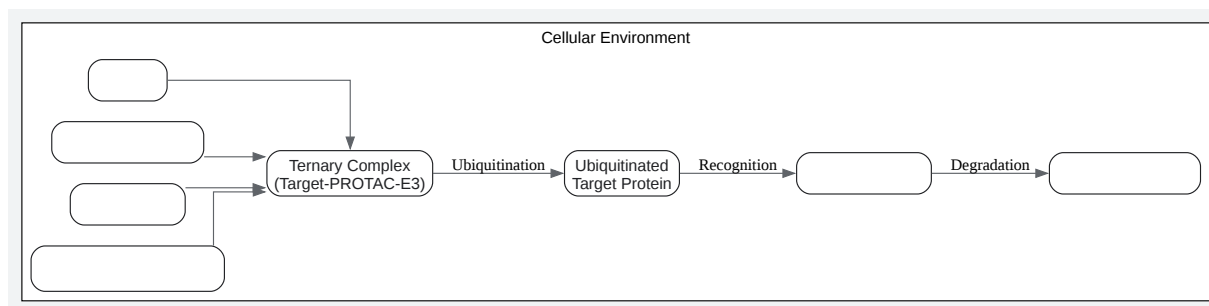 Cellular Environment
Ternary Complex
(Target-PROTAC-E3)
Ubiquitination
Ubiquitinated
Target Protein
Recognition
Degradation